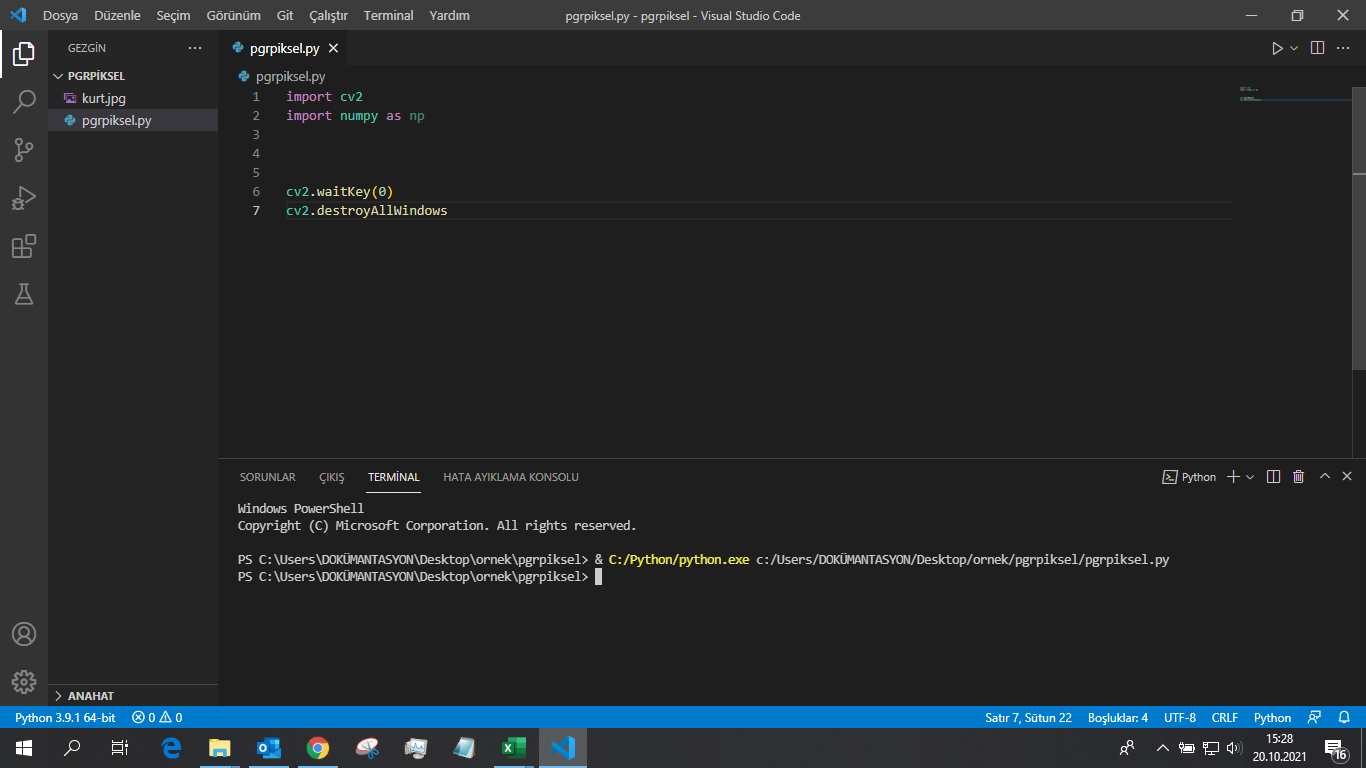 Dosya Düzenle Seçim Görünüm Git Çalıştır Terminal Yardım pgrpiksel.py - pgrpiksel - Visual Studio Code
GEZGİN ···
PGRPİKSEL
kurt.jpg
pgrpiksel.py
pgrpiksel.py
pgrpiksel.py
1 import cv2
2 import numpy as np
3
4
5
6 cv2.waitKey(0)
7 cv2.destroyAllWindows
SORUNLAR ÇIKIŞ TERMİNAL HATA AYIKLAMA KONSOLU Python
Windows PowerShell
Copyright (C) Microsoft Corporation. All rights reserved.
PS C:\Users\DOKÜMANTASYON\Desktop\ornek\pgrpiksel> & C:/Python/python.exe c:/Users/DOKÜMANTASYON/Desktop/ornek/pgrpiksel/pgrpiksel.py
PS C:\Users\DOKÜMANTASYON\Desktop\ornek\pgrpiksel>
ANAHAT
Python 3.9.1 64-bit 0 0 Satır 7, Sütun 22 Boşluklar: 4 UTF-8 CRLF Python
15:28
20.10.2021
16